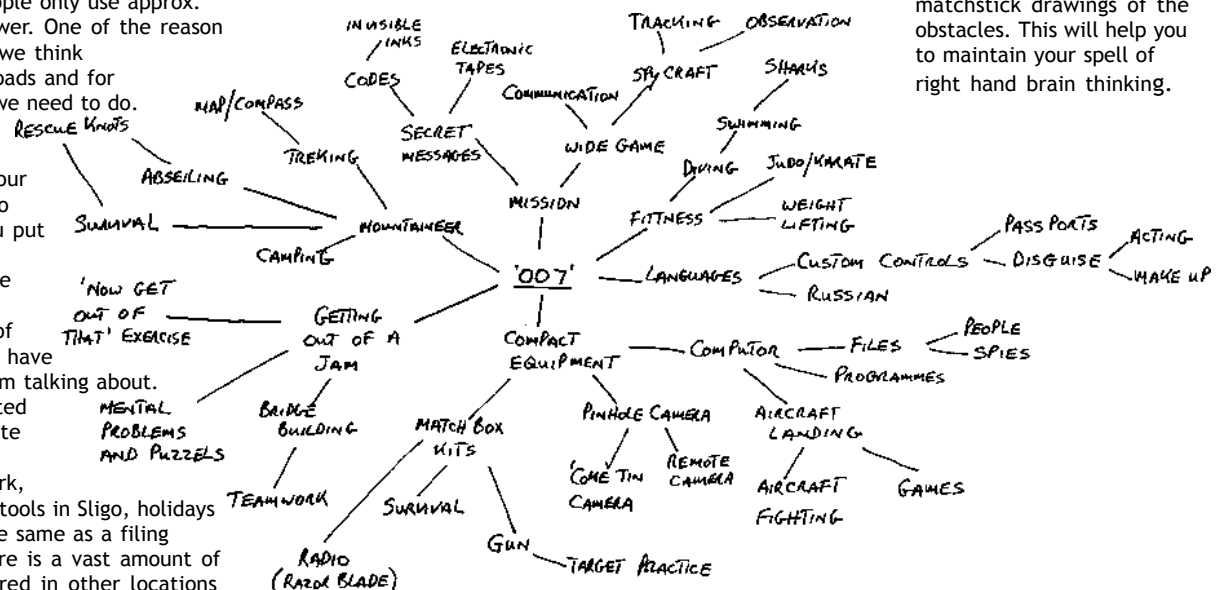 ople only use approx.
wer. One of the reason
we think
oads and for
we need to do.
our
o
u put
e
of
have
m talking about.
ted
te
rk,
tools in Sligo, holidays
e same as a filing
re is a vast amount of
red in other locations
matchstick drawings of the
obstacles. This will help you
to maintain your spell of
right hand brain thinking.
'007'
MISSION
SECRET
MESSAGES
CODES
INVISIBLE
INKS
ELECTRONIC
TAPES
WIDE GAME
COMMUNICATION
SPYCRAFT
TRACKING
OBSERVATION
FITTNESS
DIVING
SWIMMING
SHARKS
JUDO/KARATE
WEIGHT
LIFTING
LANGUAGES
CUSTOM CONTROLS
PASSPORTS
DISGUISE
ACTING
MAKE UP
RUSSIAN
COMPACT
EQUIPMENT
COMPUTOR
FILES
PEOPLE
SPIES
PROGRAMMES
AIRCRAFT
LANDING
AIRCRAFT
FIGHTING
GAMES
PINHOLE CAMERA
'COKE' TIN
CAMERA
REMOTE
CAMERA
MATCH BOX
KITS
SURVIVAL
GUN
TARGET PRACTICE
RADIO
(RAZOR BLADE)
GETTING
OUT OF A
JAM
'NOW GET
OUT OF
THAT' EXERCISE
MENTAL
PROBLEMS
AND PUZZELS
BRIDGE
BUILDING
TEAMWORK
MOUNTAINEER
TREKING
MAP/COMPASS
ABSEILING
RESCUE KNOTS
SURVIVAL
CAMPING